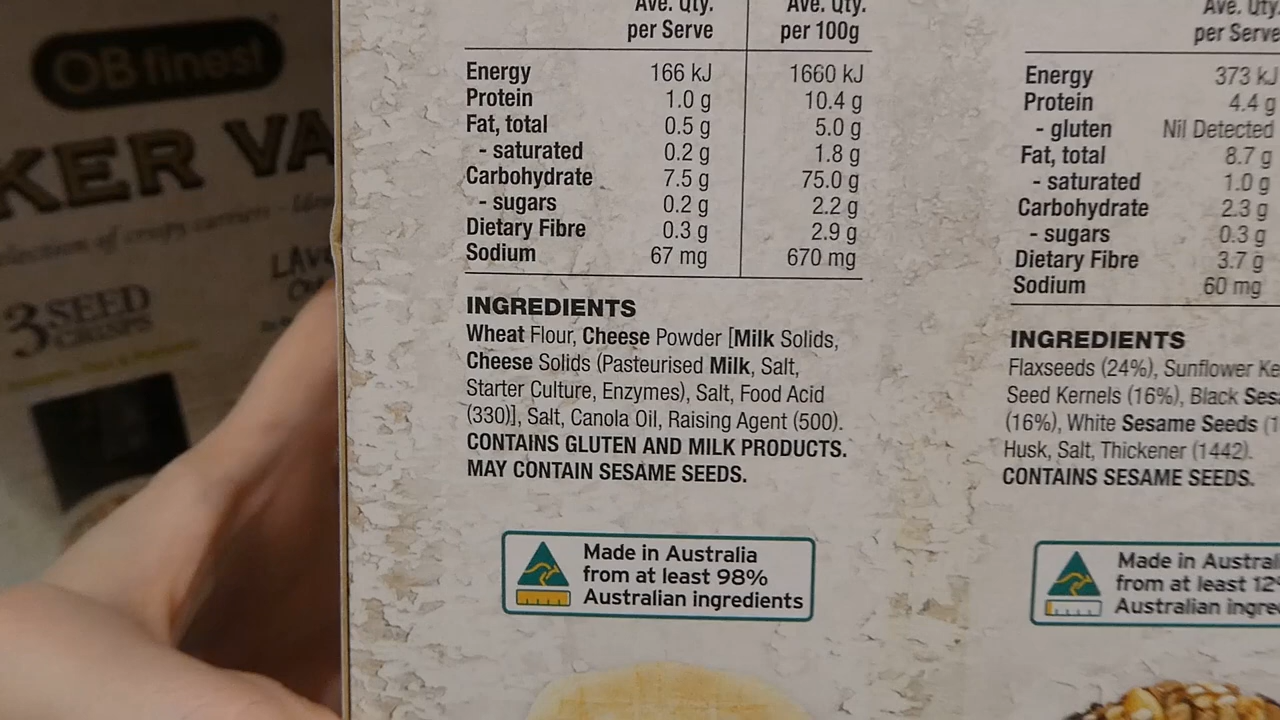 OB finest
KER VA
3 SEED
CRISPS
LAV
Ave. Qty. Ave. Qty.
per Serve per 100g
Energy 166 kJ 1660 kJ
Protein 1.0 g 10.4 g
Fat, total 0.5 g 5.0 g
- saturated 0.2 g 1.8 g
Carbohydrate 7.5 g 75.0 g
- sugars 0.2 g 2.2 g
Dietary Fibre 0.3 g 2.9 g
Sodium 67 mg 670 mg
INGREDIENTS
Wheat Flour, Cheese Powder [Milk Solids,
Cheese Solids (Pasteurised Milk, Salt,
Starter Culture, Enzymes), Salt, Food Acid
(330)], Salt, Canola Oil, Raising Agent (500).
CONTAINS GLUTEN AND MILK PRODUCTS.
MAY CONTAIN SESAME SEEDS.
Made in Australia
from at least 98%
Australian ingredients
Ave. Qty.
per Serve
Energy 373 kJ
Protein 4.4 g
- gluten Nil Detected
Fat, total 8.7 g
- saturated 1.0 g
Carbohydrate 2.3 g
- sugars 0.3 g
Dietary Fibre 3.7 g
Sodium 60 mg
INGREDIENTS
Flaxseeds (24%), Sunflower Ke
Seed Kernels (16%), Black Ses
(16%), White Sesame Seeds (1
Husk, Salt, Thickener (1442).
CONTAINS SESAME SEEDS.
Made in Austral
from at least 12
Australian ingre